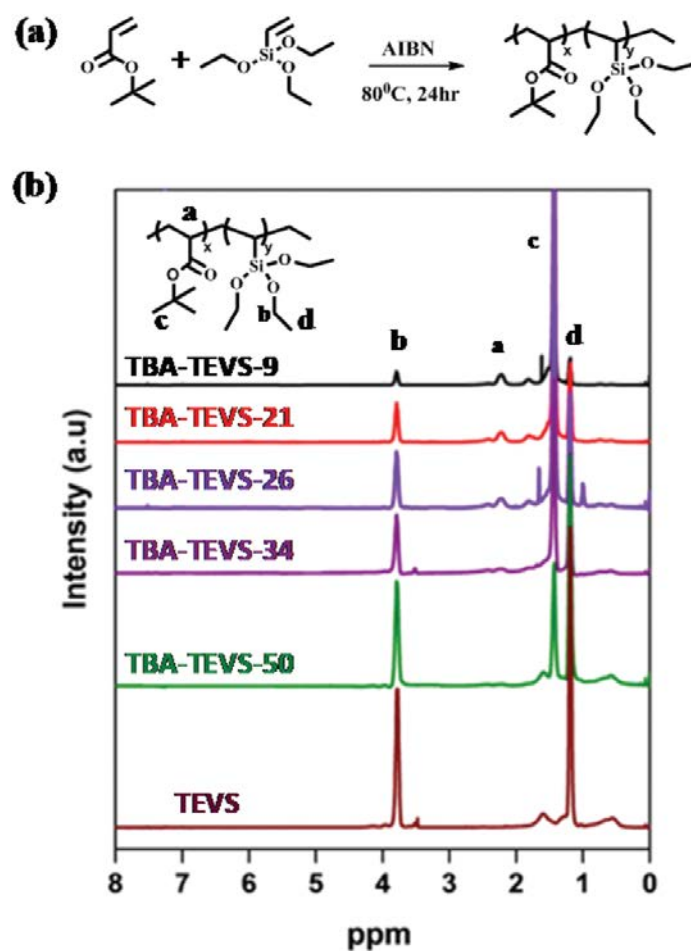 (a)
O
O
+
Si
O
O
O
AIBN
80⁰C, 24hr
x
y
O
O
Si
O
O
O
(b)
a
x
y
O
O
Si
O
O
O
c
b
d
c
b
a
d
TBA-TEVS-9
TBA-TEVS-21
TBA-TEVS-26
TBA-TEVS-34
TBA-TEVS-50
TEVS
Intensity (a.u)
8 7 6 5 4 3 2 1 0
ppm